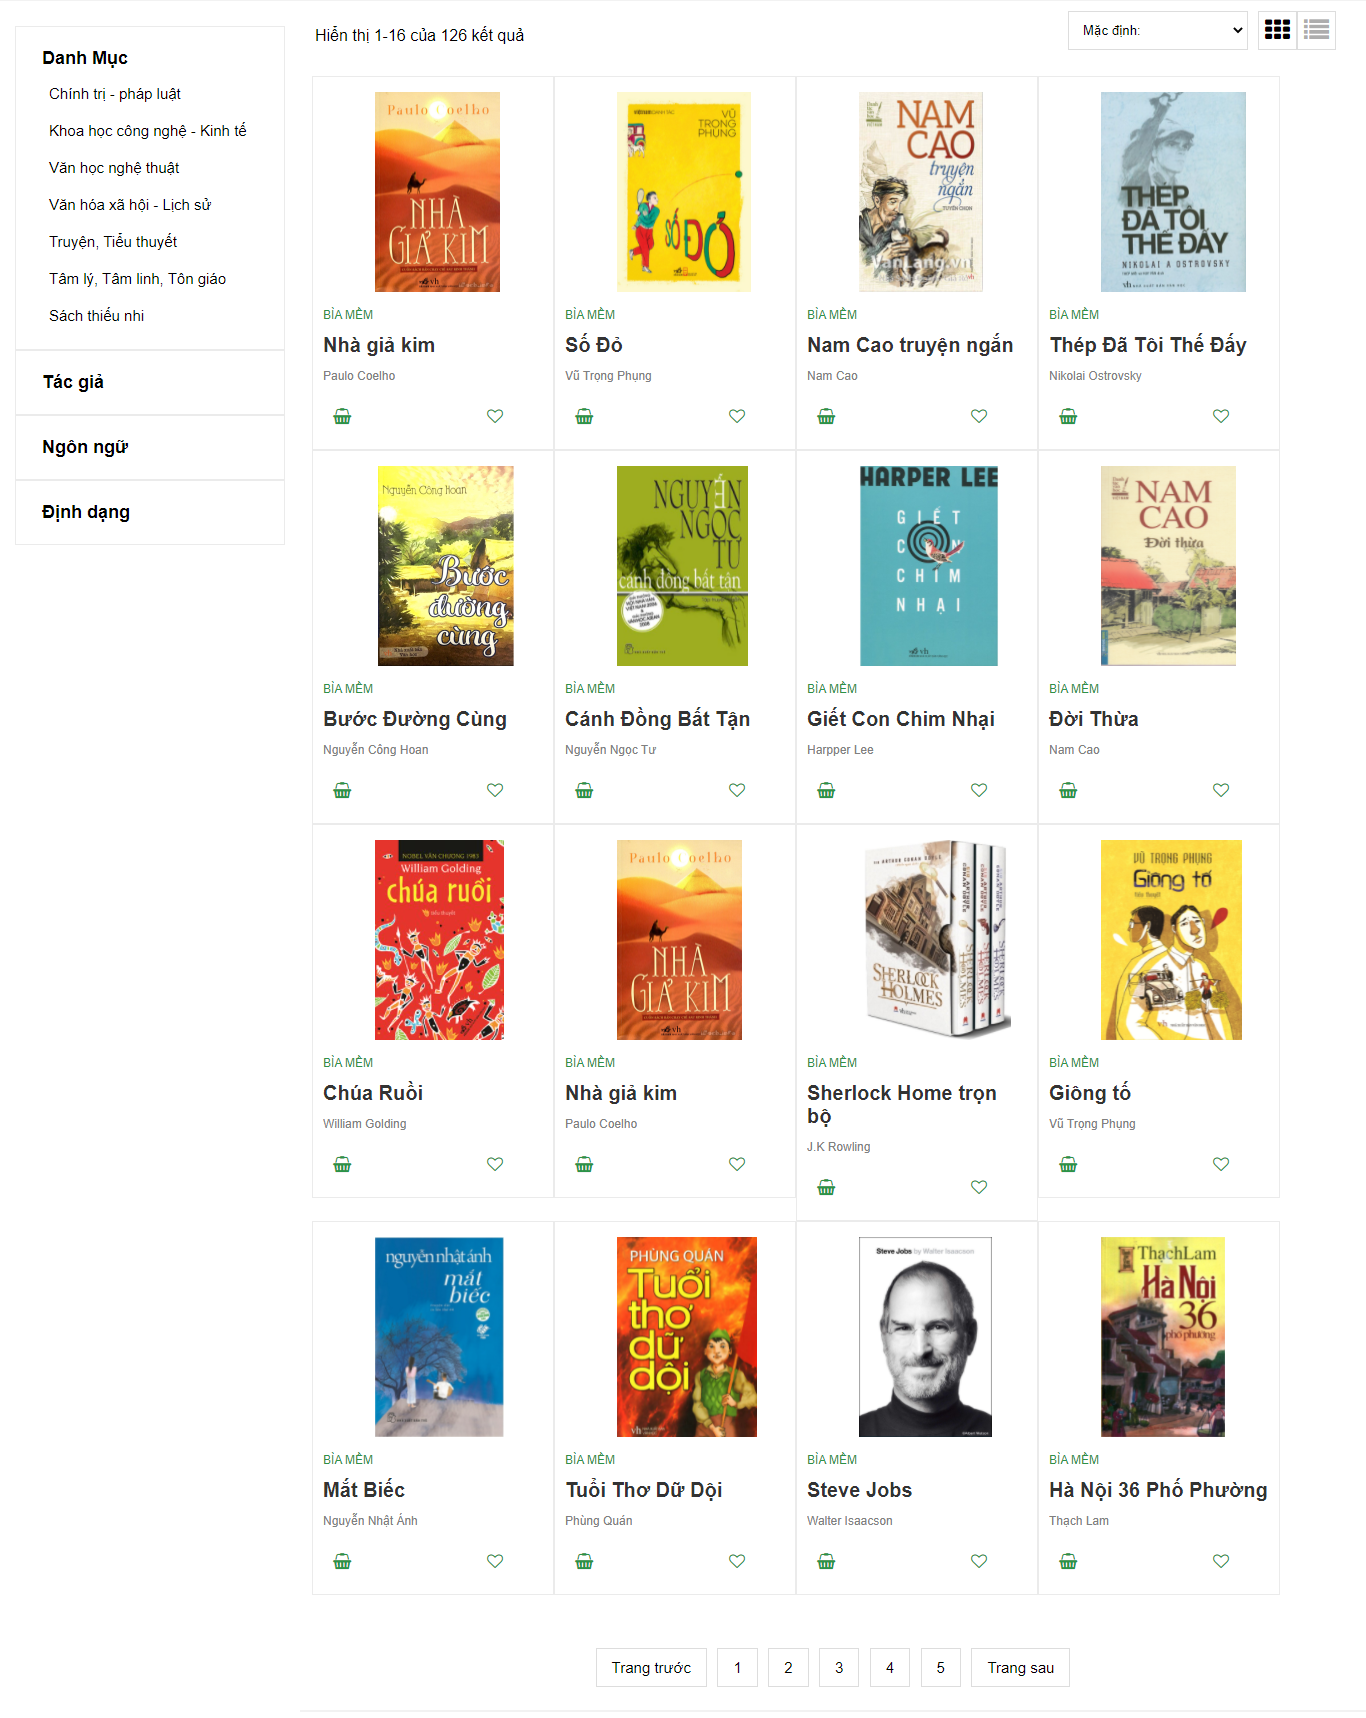 Hiển thị 1-16 của 126 kết quả
Mặc định:
Danh Mục
Chính trị - pháp luật
Khoa học công nghệ - Kinh tế
Văn học nghệ thuật
Văn hóa xã hội - Lịch sử
Truyện, Tiểu thuyết
Tâm lý, Tâm linh, Tôn giáo
Sách thiếu nhi
Tác giả
Ngôn ngữ
Định dạng
Paulo Coelho
NHÀ
GIẢ KIM
BÌA MỀM
Nhà giả kim
Paulo Coelho
VŨ
TRỌNG
PHỤNG
SỐ ĐỎ
BÌA MỀM
Số Đỏ
Vũ Trọng Phụng
NAM
CAO
truyện
ngắn
TUYỂN CHỌN
VanLang.vn
BÌA MỀM
Nam Cao truyện ngắn
Nam Cao
THÉP
ĐÃ TÔI
THẾ ĐẤY
NIKOLAI A OSTROVSKY
BÌA MỀM
Thép Đã Tôi Thế Đấy
Nikolai Ostrovsky
Nguyễn Công Hoan
Bước
đường
cùng
BÌA MỀM
Bước Đường Cùng
Nguyễn Công Hoan
NGUYỄN
NGỌC
TƯ
cánh đồng bất tận
BÌA MỀM
Cánh Đồng Bất Tận
Nguyễn Ngọc Tư
HARPER LEE
GIẾT
CON
CHIM
NHẠI
BÌA MỀM
Giết Con Chim Nhại
Harpper Lee
NAM
CAO
Đời thừa
BÌA MỀM
Đời Thừa
Nam Cao
NOBEL VĂN CHƯƠNG 1983
William Golding
chúa ruồi
BÌA MỀM
Chúa Ruồi
William Golding
Paulo Coelho
NHÀ
GIẢ KIM
BÌA MỀM
Nhà giả kim
Paulo Coelho
SIR ARTHUR CONAN DOYLE
SHERLOCK
HOLMES
BÌA MỀM
Sherlock Home trọn
bộ
J.K Rowling
VŨ TRỌNG PHỤNG
Giông tố
BÌA MỀM
Giông tố
Vũ Trọng Phụng
nguyễn nhật ánh
mắt
biếc
BÌA MỀM
Mắt Biếc
Nguyễn Nhật Ánh
PHÙNG QUÁN
Tuổi
thơ
dữ
dội
BÌA MỀM
Tuổi Thơ Dữ Dội
Phùng Quán
Steve Jobs by Walter Isaacson
BÌA MỀM
Steve Jobs
Walter Isaacson
ThạchLam
Hà Nội
36
phố phường
BÌA MỀM
Hà Nội 36 Phố Phường
Thạch Lam
Trang trước
1
2
3
4
5
Trang sau